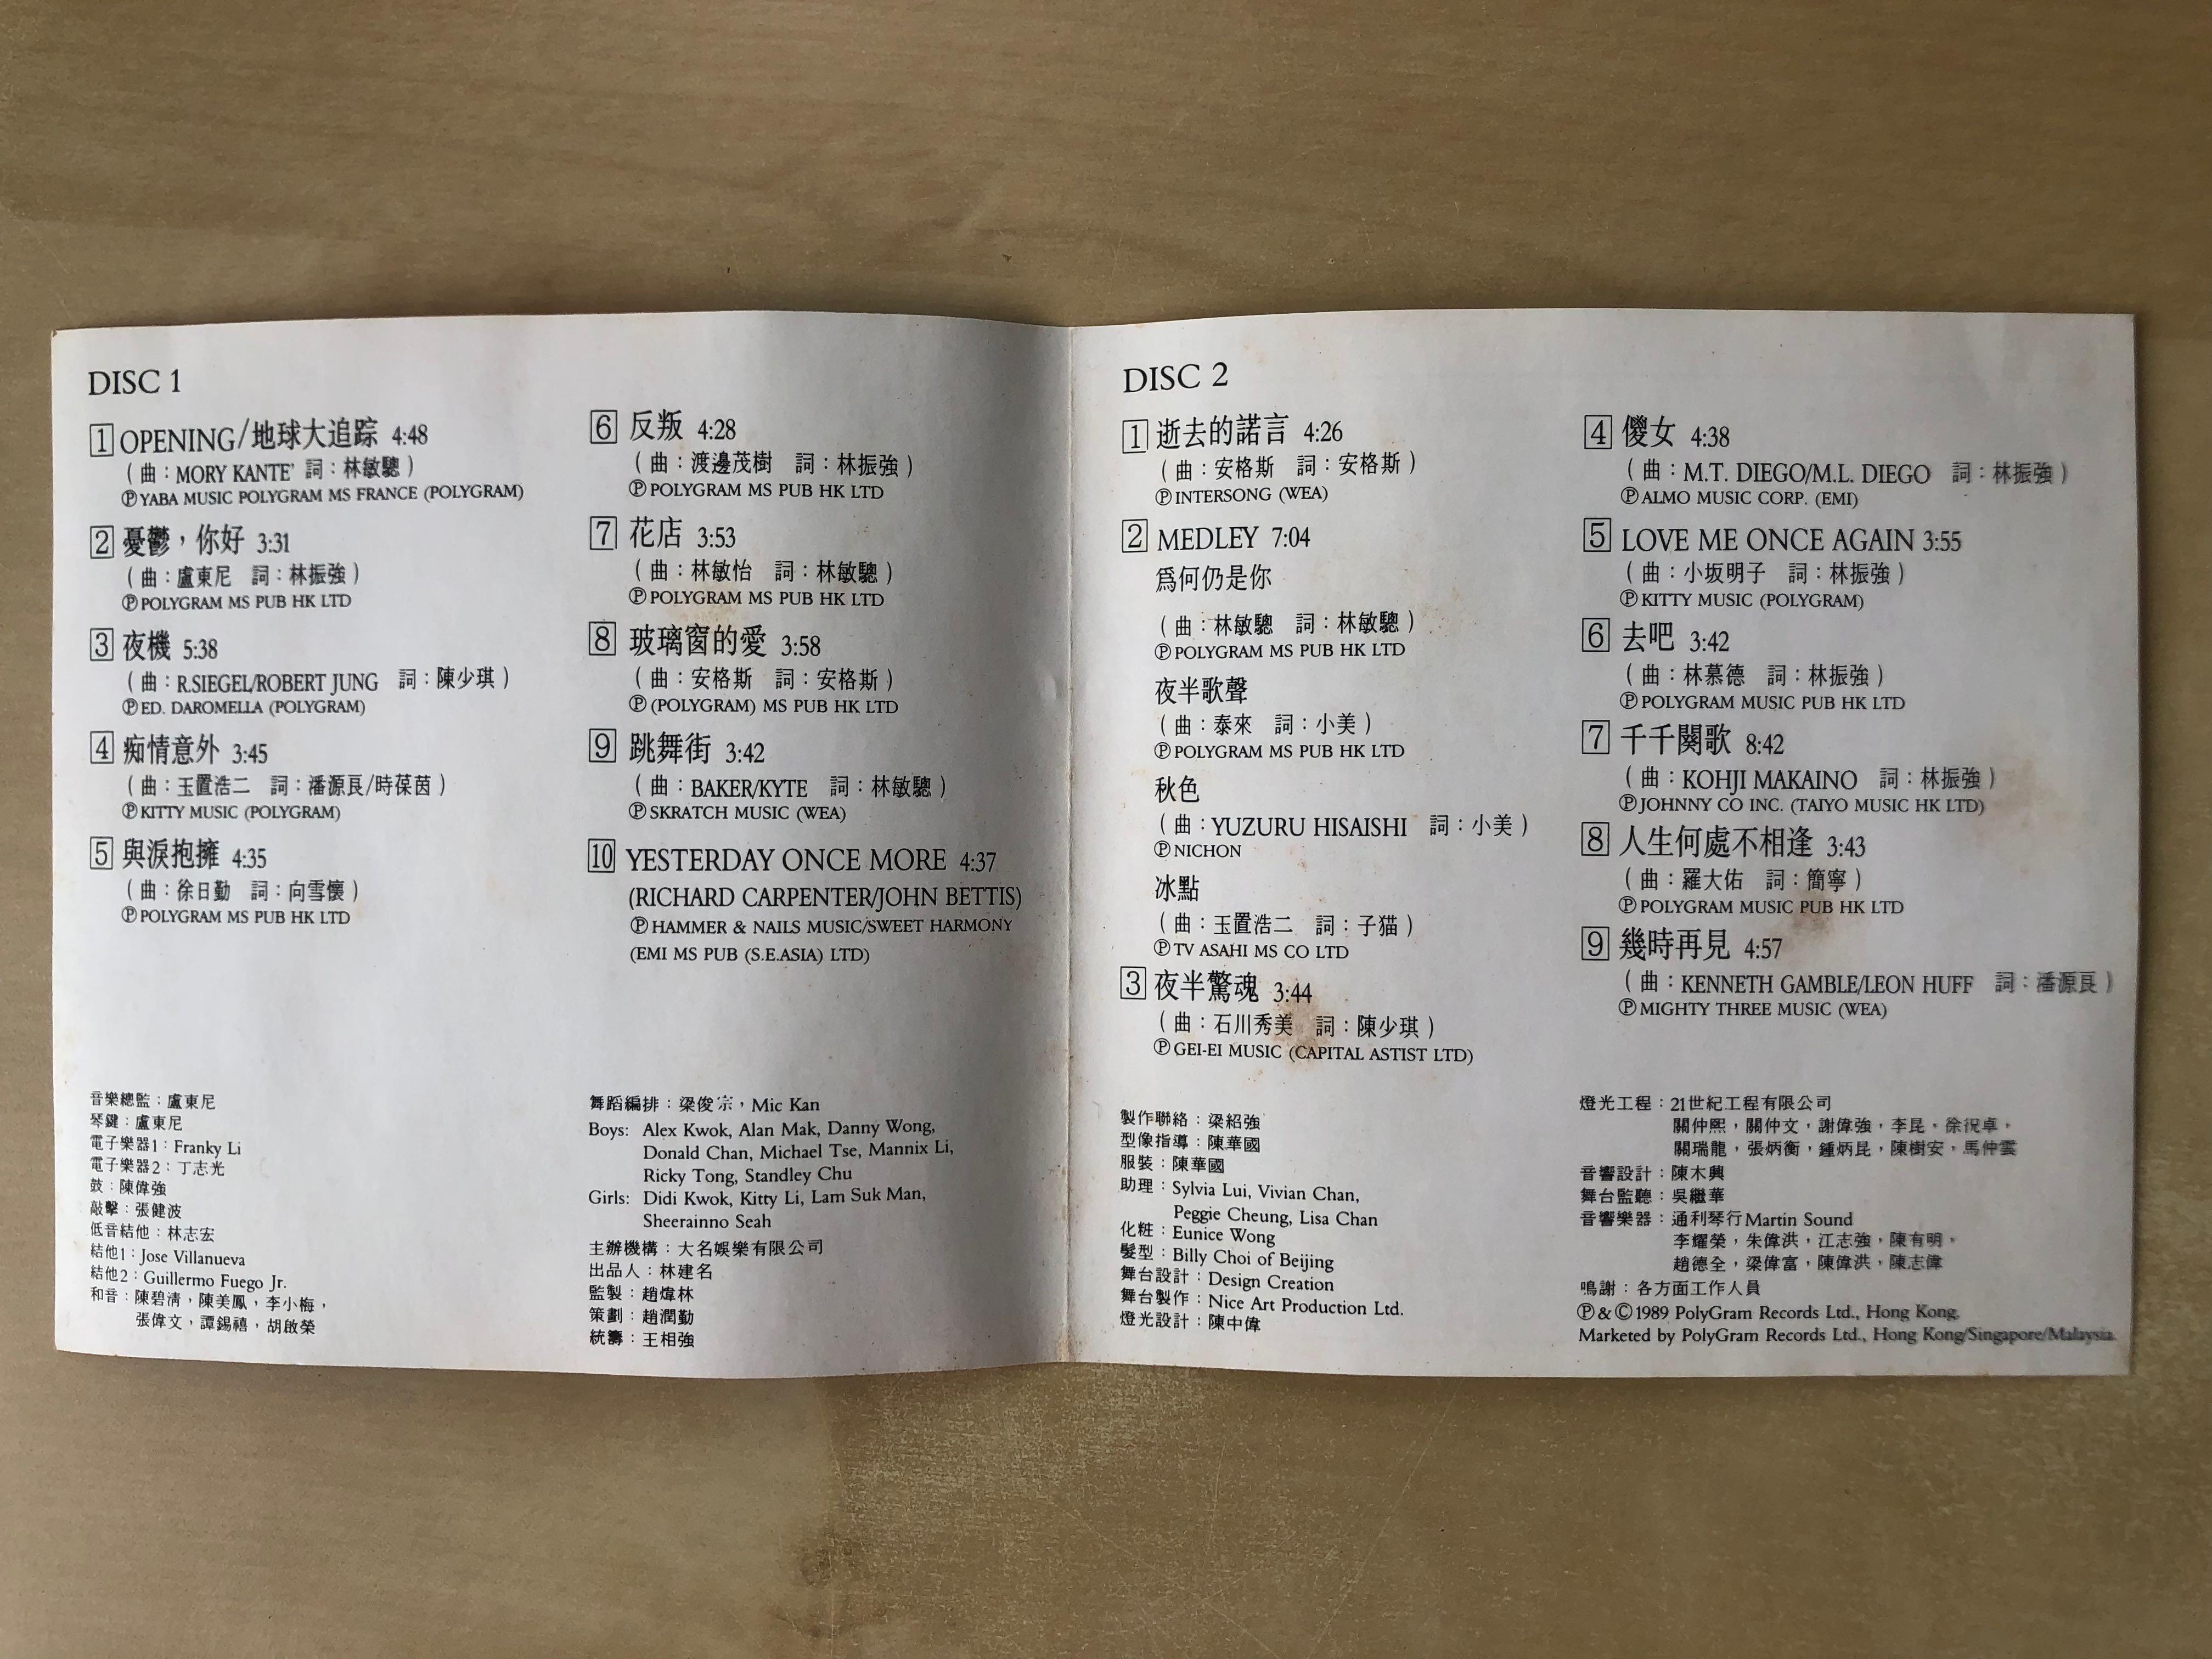 DISC 1
1 OPENING/地球大追踪 4:48
(曲：MORY KANTE' 詞：林敏驄)
℗YABA MUSIC POLYGRAM MS FRANCE (POLYGRAM)
2 憂鬱，你好 3:31
(曲：盧東尼 詞：林振強)
℗POLYGRAM MS PUB HK LTD
3 夜機 5:38
(曲：R.SIEGEL/ROBERT JUNG 詞：陳少琪)
℗ED. DAROMELLA (POLYGRAM)
4 痴情意外 3:45
(曲：玉置浩二 詞：潘源良/時葆茵)
℗KITTY MUSIC (POLYGRAM)
5 與淚抱擁 4:35
(曲：徐日勤 詞：向雪懷)
℗POLYGRAM MS PUB HK LTD
6 反叛 4:28
(曲：渡邊茂樹 詞：林振強)
℗POLYGRAM MS PUB HK LTD
7 花店 3:53
(曲：林敏怡 詞：林敏驄)
℗POLYGRAM MS PUB HK LTD
8 玻璃窗的愛 3:58
(曲：安格斯 詞：安格斯)
℗(POLYGRAM) MS PUB HK LTD
9 跳舞街 3:42
(曲：BAKER/KYTE 詞：林敏驄)
℗SKRATCH MUSIC (WEA)
10 YESTERDAY ONCE MORE 4:37
(RICHARD CARPENTER/JOHN BETTIS)
℗HAMMER & NAILS MUSIC/SWEET HARMONY
(EMI MS PUB (S.E.ASIA) LTD)
音樂總監：盧東尼
琴鍵：盧東尼
電子樂器1：Franky Li
電子樂器2：丁志光
鼓：陳偉強
敲擊：張健波
低音結他：林志宏
結他1：Jose Villanueva
結他2：Guillermo Fuego Jr.
和音：陳碧清，陳美鳳，李小梅，
張偉文，譚錫禧，胡啟榮
舞蹈編排：梁俊宗，Mic Kan
Boys: Alex Kwok, Alan Mak, Danny Wong,
Donald Chan, Michael Tse, Mannix Li,
Ricky Tong, Standley Chu
Girls: Didi Kwok, Kitty Li, Lam Suk Man,
Sheerainno Seah
主辦機構：大名娛樂有限公司
出品人：林建名
監製：趙煒林
策劃：趙潤勤
統籌：王相強
DISC 2
1 逝去的諾言 4:26
(曲：安格斯 詞：安格斯)
℗INTERSONG (WEA)
2 MEDLEY 7:04
爲何仍是你
(曲：林敏驄 詞：林敏驄)
℗POLYGRAM MS PUB HK LTD
夜半歌聲
(曲：泰來 詞：小美)
℗POLYGRAM MS PUB HK LTD
秋色
(曲：YUZURU HISAISHI 詞：小美)
℗NICHON
冰點
(曲：玉置浩二 詞：子猫)
℗TV ASAHI MS CO LTD
3 夜半驚魂 3:44
(曲：石川秀美 詞：陳少琪)
℗GEI-EI MUSIC (CAPITAL ASTIST LTD)
4 儍女 4:38
(曲：M.T. DIEGO/M.L. DIEGO 詞：林振強)
℗ALMO MUSIC CORP. (EMI)
5 LOVE ME ONCE AGAIN 3:55
(曲：小坂明子 詞：林振強)
℗KITTY MUSIC (POLYGRAM)
6 去吧 3:42
(曲：林慕德 詞：林振強)
℗POLYGRAM MUSIC PUB HK LTD
7 千千闋歌 8:42
(曲：KOHJI MAKAINO 詞：林振強)
℗JOHNNY CO INC. (TAIYO MUSIC HK LTD)
8 人生何處不相逢 3:43
(曲：羅大佑 詞：簡寧)
℗POLYGRAM MUSIC PUB HK LTD
9 幾時再見 4:57
(曲：KENNETH GAMBLE/LEON HUFF 詞：潘源良)
℗MIGHTY THREE MUSIC (WEA)
製作聯絡：梁紹強
型像指導：陳華國
服裝：陳華國
助理：Sylvia Lui, Vivian Chan,
Peggie Cheung, Lisa Chan
化粧：Eunice Wong
髮型：Billy Choi of Beijing
舞台設計：Design Creation
舞台製作：Nice Art Production Ltd.
燈光設計：陳中偉
燈光工程：21世紀工程有限公司
關仲熙，關仲文，謝偉強，李昆，徐祝卓，
關瑞龍，張炳衡，鍾炳昆，陳樹安，馬仲雲
音響設計：陳木興
舞台監聽：吳繼華
音響樂器：通利琴行Martin Sound
李耀榮，朱偉洪，江志強，陳有明，
趙德全，梁偉富，陳偉洪，陳志偉
鳴謝：各方面工作人員
℗&©1989 PolyGram Records Ltd., Hong Kong.
Marketed by PolyGram Records Ltd., Hong Kong/Singapore/Malaysia.